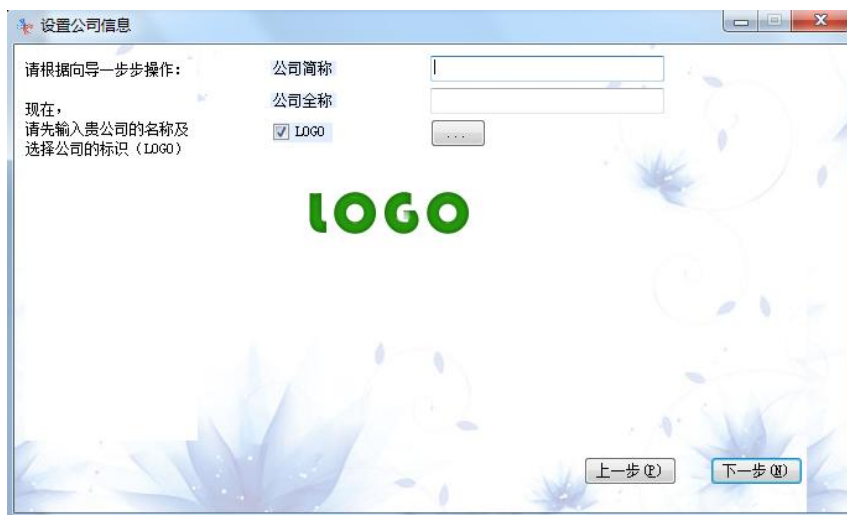 设置公司信息
请根据向导一步步操作：
公司简称
现在，
公司全称
请先输入贵公司的名称及
LOGO
...
选择公司的标识（LOGO）
LOGO
上一步(P)
下一步(N)